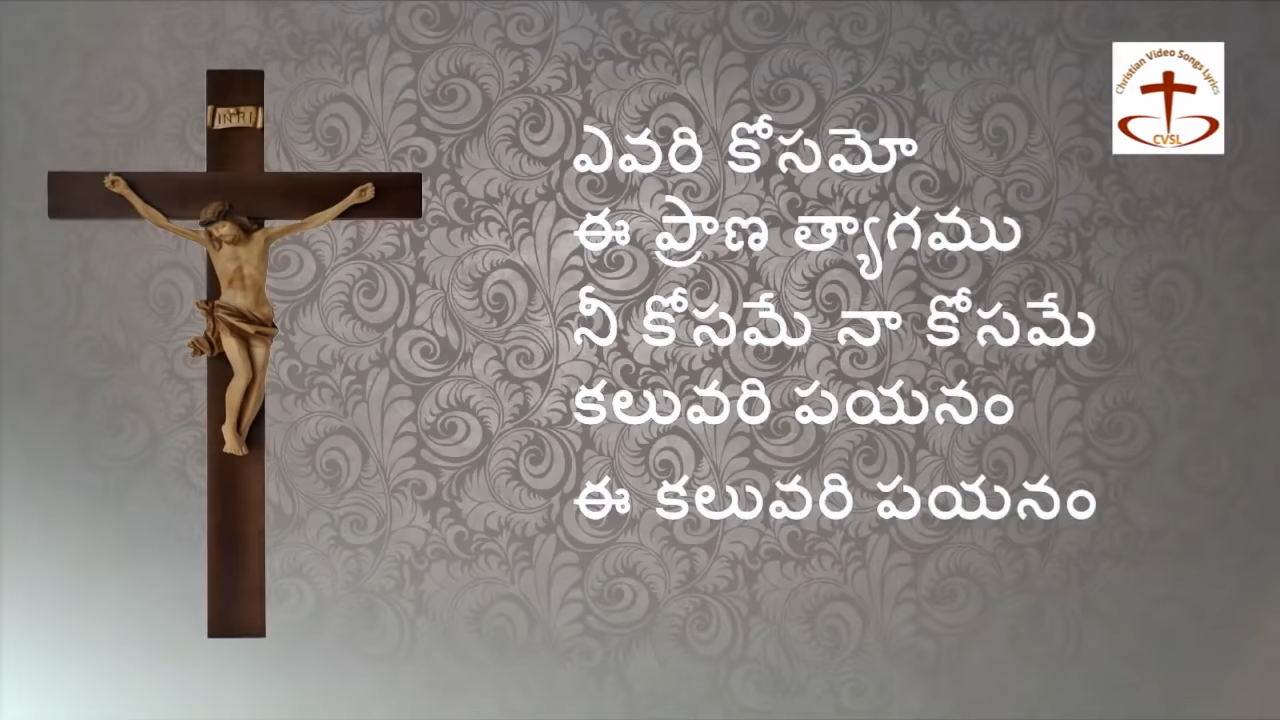 INRI
ఎవరి కోసమో
ఈ ప్రాణ త్యాగము
నీ కోసమే నా కోసమే
కలువరి పయనం
ఈ కలువరి పయనం
Christian Video Songs Lyrics
CVSL